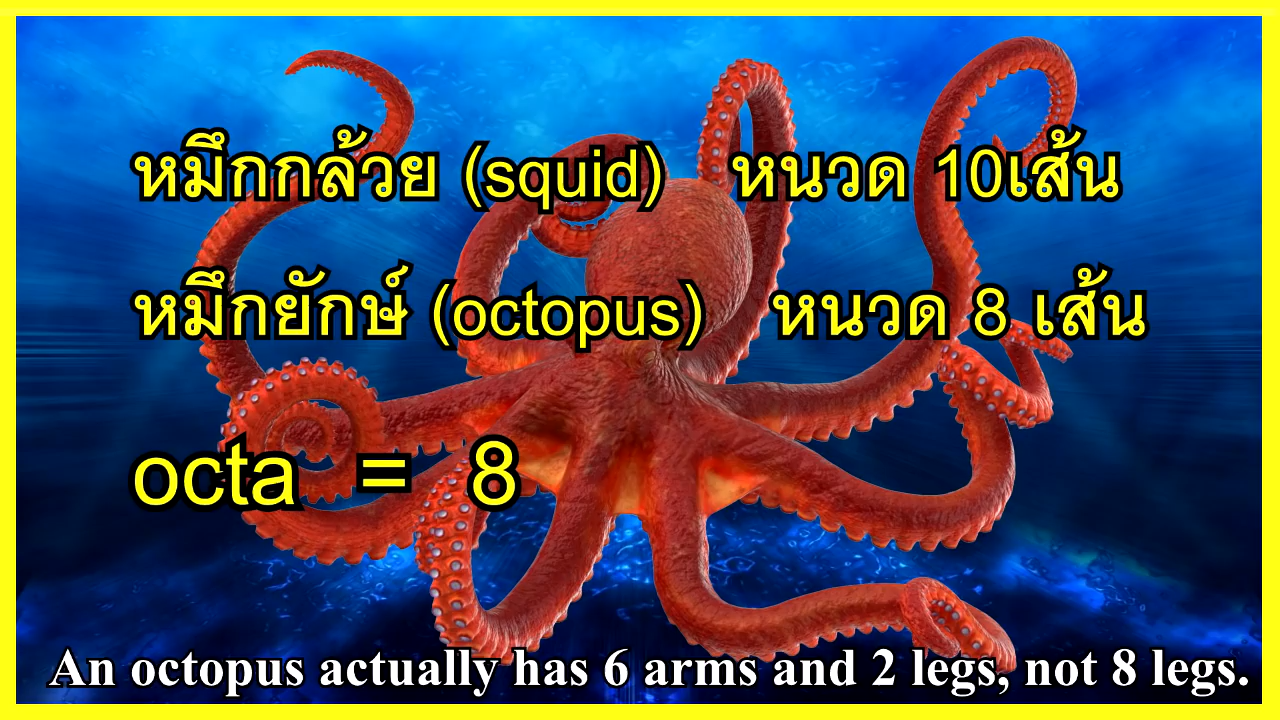 หมึกกล้วย (squid) หนวด 10เส้น
หมึกยักษ์ (octopus) หนวด 8 เส้น
octa = 8
An octopus actually has 6 arms and 2 legs, not 8 legs.